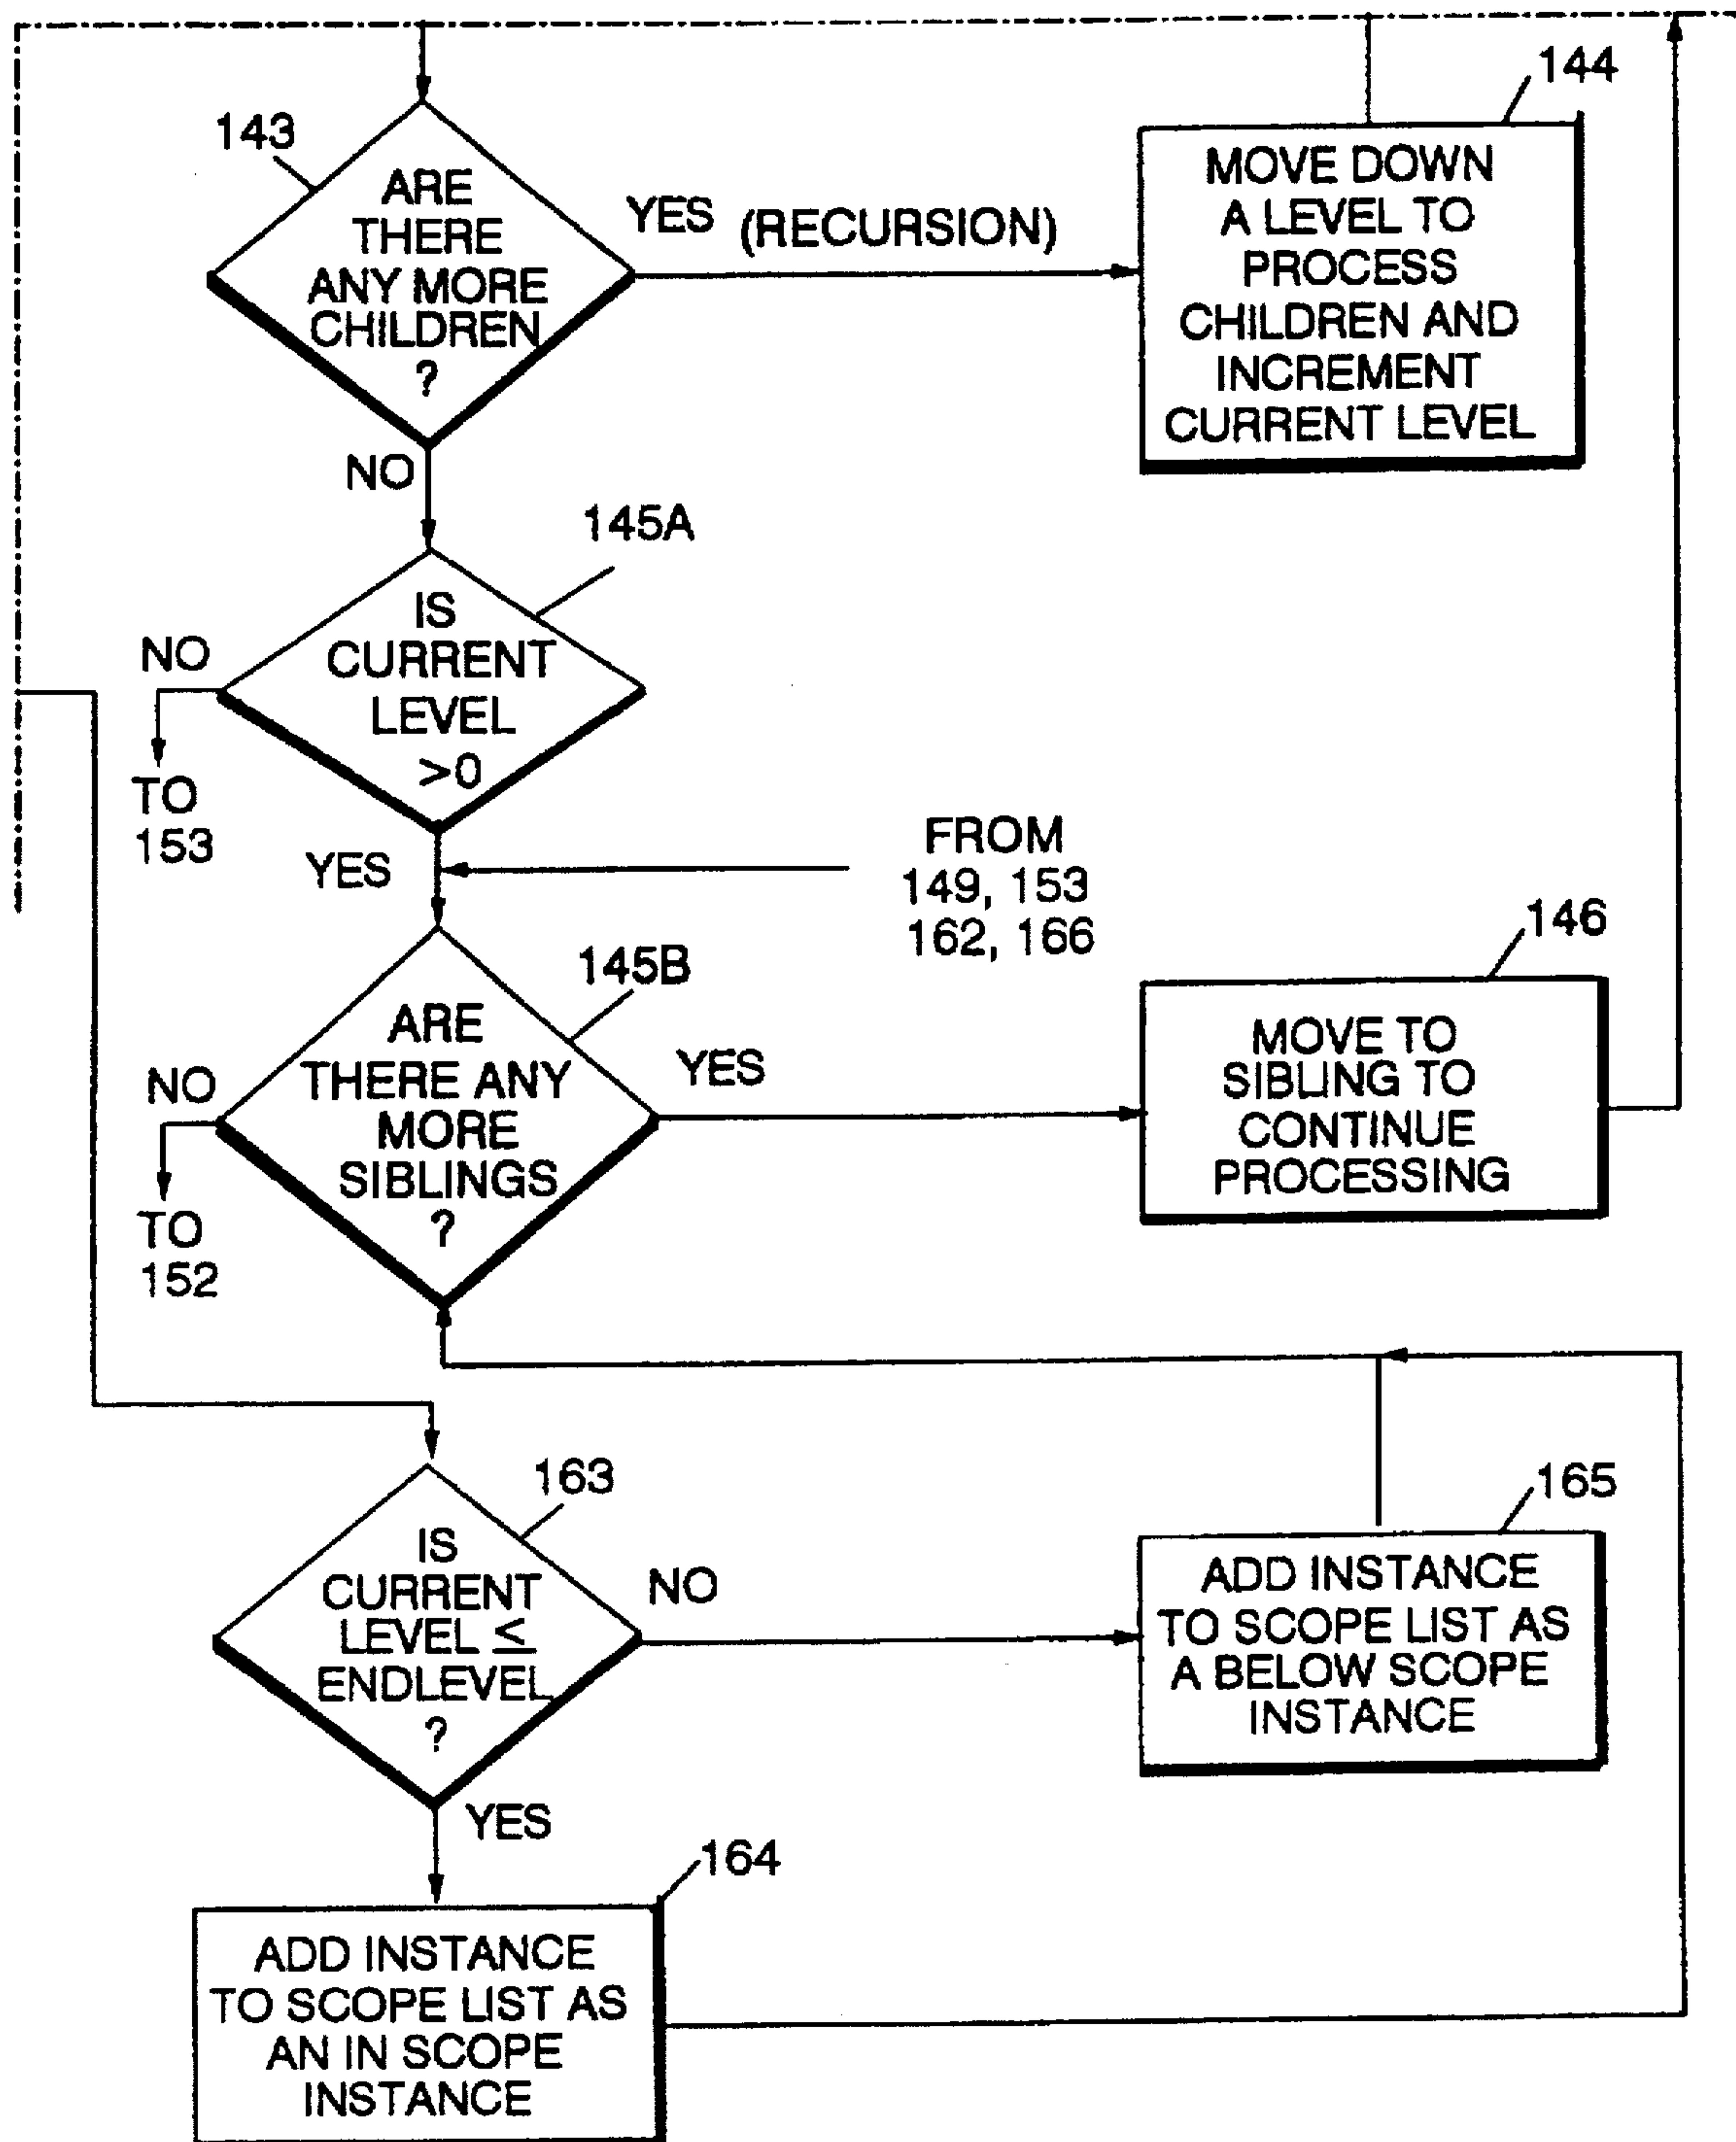 143
ARE
THERE
ANY MORE
CHILDREN
?
YES (RECURSION)
144
MOVE DOWN
A LEVEL TO
PROCESS
CHILDREN AND
INCREMENT
CURRENT LEVEL
NO
145A
IS
CURRENT
LEVEL
>0
NO
TO
153
YES
FROM
149, 153
162, 166
145B
ARE
THERE ANY
MORE
SIBLINGS
?
NO
TO
152
YES
146
MOVE TO
SIBLING TO
CONTINUE
PROCESSING
163
IS
CURRENT
LEVEL ≤
ENDLEVEL
?
NO
165
ADD INSTANCE
TO SCOPE LIST AS
A BELOW SCOPE
INSTANCE
YES
164
ADD INSTANCE
TO SCOPE LIST AS
AN IN SCOPE
INSTANCE